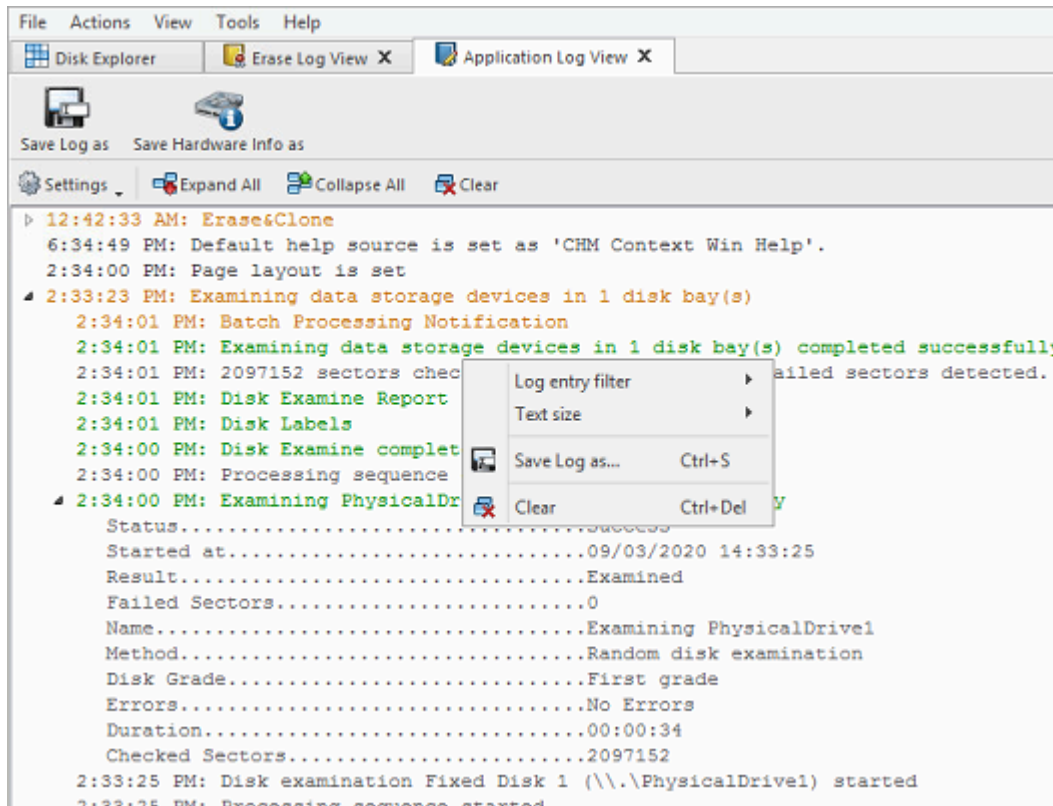 File Actions View Tools Help
Disk Explorer Erase Log View X Application Log View X
Save Log as Save Hardware Info as
Settings Expand All Collapse All Clear
12:42:33 AM: Erase&Clone
6:34:49 PM: Default help source is set as 'CHM Context Win Help'.
2:34:00 PM: Page layout is set
2:33:23 PM: Examining data storage devices in 1 disk bay(s)
2:34:01 PM: Batch Processing Notification
2:34:01 PM: Examining data storage devices in 1 disk bay(s) completed successfully
2:34:01 PM: 2097152 sectors chec ailed sectors detected.
Log entry filter
2:34:01 PM: Disk Examine Report
Text size
2:34:01 PM: Disk Labels
2:34:00 PM: Disk Examine complet
Save Log as... Ctrl+S
2:34:00 PM: Processing sequence
2:34:00 PM: Examining PhysicalDr y
Clear Ctrl+Del
Status..................................Success
Started at..............................09/03/2020 14:33:25
Result..................................Examined
Failed Sectors..........................0
Name....................................Examining PhysicalDrive1
Method..................................Random disk examination
Disk Grade..............................First grade
Errors..................................No Errors
Duration................................00:00:34
Checked Sectors.........................2097152
2:33:25 PM: Disk examination Fixed Disk 1 (\\.\PhysicalDrive1) started
2:33:25 PM: Processing sequence started